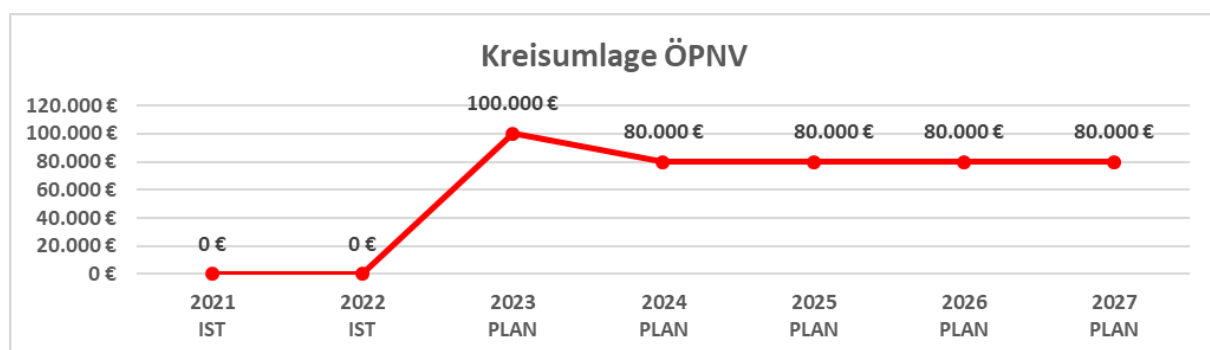 Kreisumlage ÖPNV
120.000 €
100.000 €
80.000 €
60.000 €
40.000 €
20.000 €
0 €
0 €
0 €
100.000 €
80.000 €
80.000 €
80.000 €
80.000 €
2021 IST
2022 IST
2023 PLAN
2024 PLAN
2025 PLAN
2026 PLAN
2027 PLAN